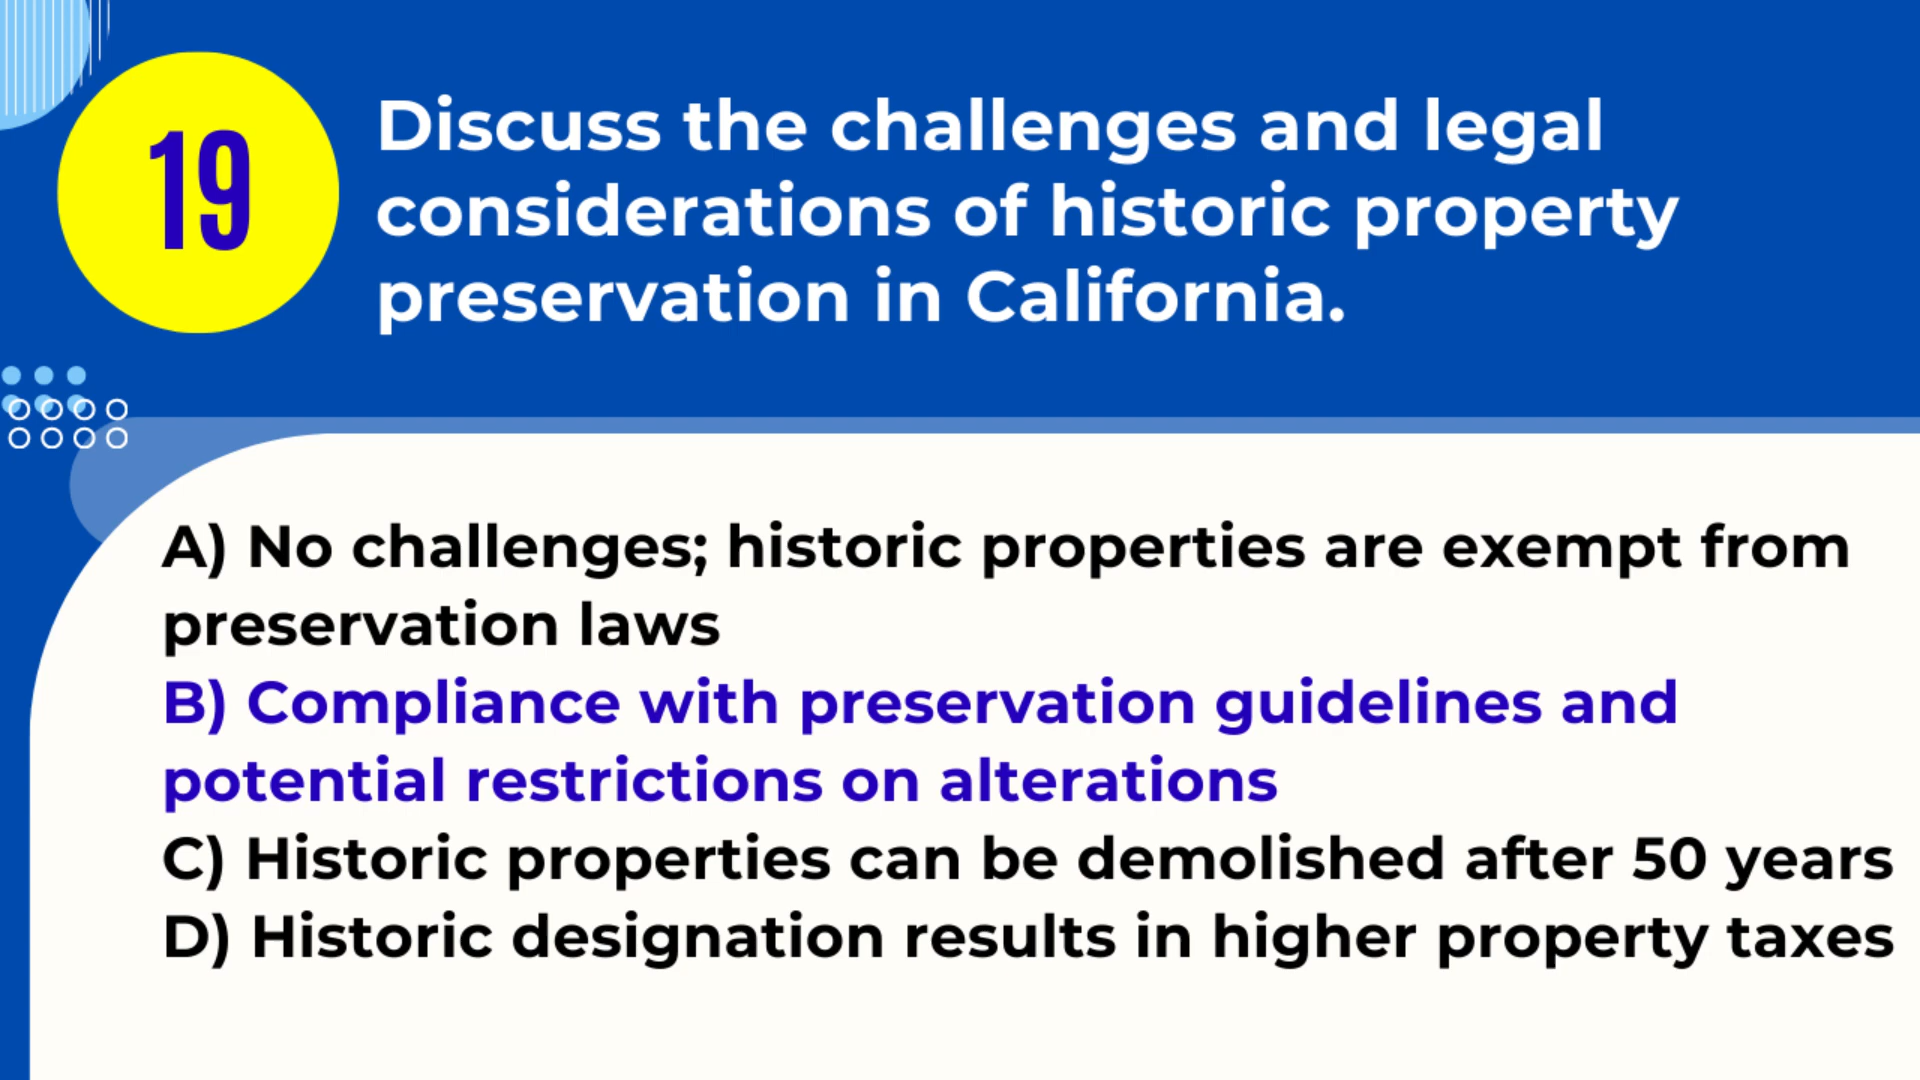 19
Discuss the challenges and legal
considerations of historic property
preservation in California.
A) No challenges; historic properties are exempt from
preservation laws
B) Compliance with preservation guidelines and
potential restrictions on alterations
C) Historic properties can be demolished after 50 years
D) Historic designation results in higher property taxes